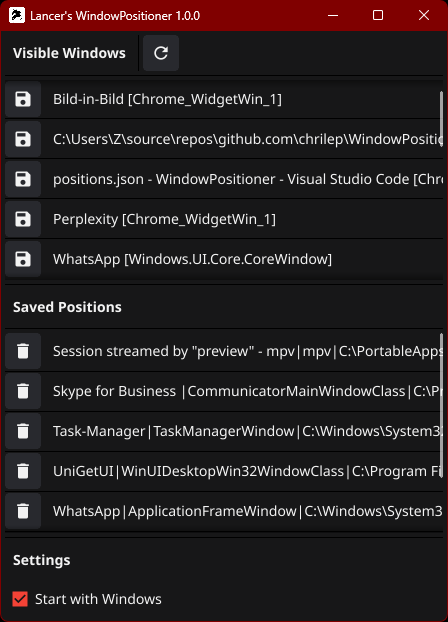 Lancer's WindowPositioner 1.0.0
Visible Windows
Bild-in-Bild [Chrome_WidgetWin_1]
C:\Users\Z\source\repos\github.com\chrilep\WindowPositio
positions.json - WindowPositioner - Visual Studio Code [Chr
Perplexity [Chrome_WidgetWin_1]
WhatsApp [Windows.UI.Core.CoreWindow]
Saved Positions
Session streamed by "preview" - mpv|mpv|C:\PortableApps
Skype for Business |CommunicatorMainWindowClass|C:\P
Task-Manager|TaskManagerWindow|C:\Windows\System3
UniGetUI|WinUIDesktopWin32WindowClass|C:\Program Fi
WhatsApp|ApplicationFrameWindow|C:\Windows\System3
Settings
Start with Windows